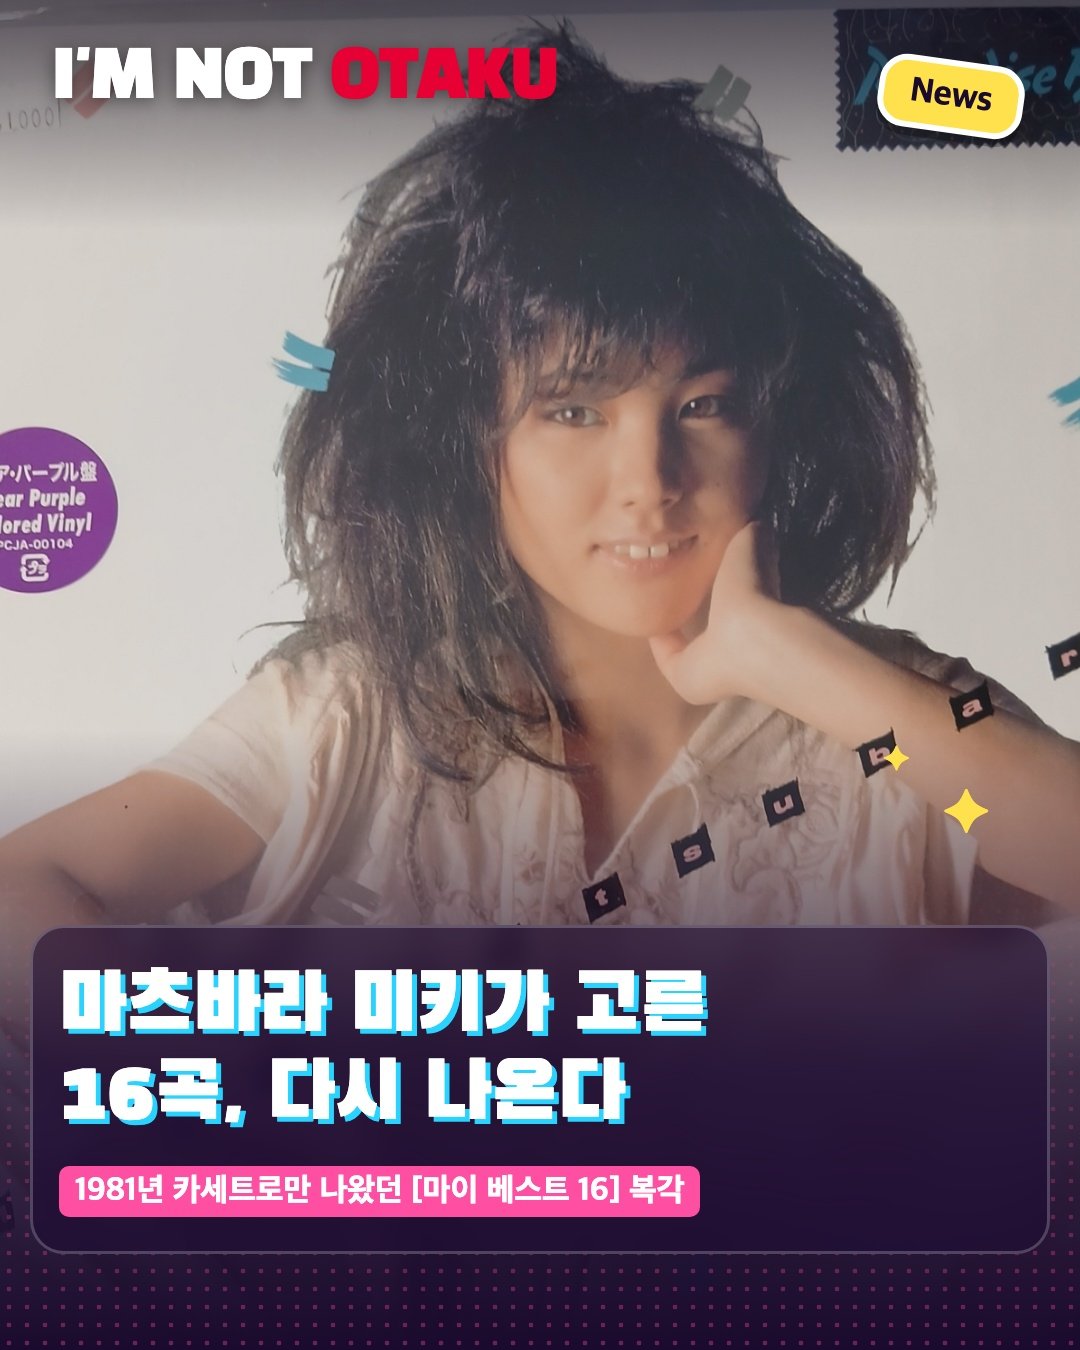 I'M NOT OTAKU
News
ア・パープル盤
ear Purple
lored Vinyl
PCJA-00104
t s u b a r
마츠바라 미키가 고른
16곡, 다시 나온다
1981년 카세트로만 나왔던 [마이 베스트 16] 복각